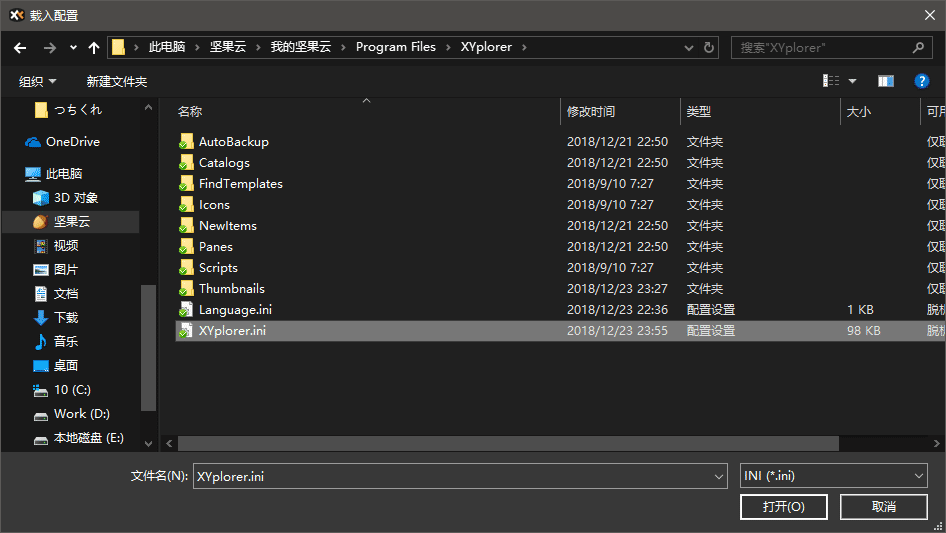 载入配置
此电脑 坚果云 我的坚果云 Program Files XYplorer 搜索"XYplorer"
组织 新建文件夹
名称 修改时间 类型 大小 可用
つちくれ
OneDrive
此电脑
3D 对象
坚果云
视频
图片
文档
下载
音乐
桌面
10 (C:)
Work (D:)
本地磁盘 (E:)
AutoBackup 2018/12/21 22:50 文件夹 仅联
Catalogs 2018/12/21 22:50 文件夹 仅联
FindTemplates 2018/9/10 7:27 文件夹 仅联
Icons 2018/9/10 7:27 文件夹 仅联
NewItems 2018/12/21 22:50 文件夹 仅联
Panes 2018/12/21 22:50 文件夹 仅联
Scripts 2018/9/10 7:27 文件夹 仅联
Thumbnails 2018/12/23 23:27 文件夹 仅联
Language.ini 2018/12/23 22:36 配置设置 1 KB 脱机
XYplorer.ini 2018/12/23 23:55 配置设置 98 KB 脱机
文件名(N): XYplorer.ini INI (*.ini)
打开(O) 取消